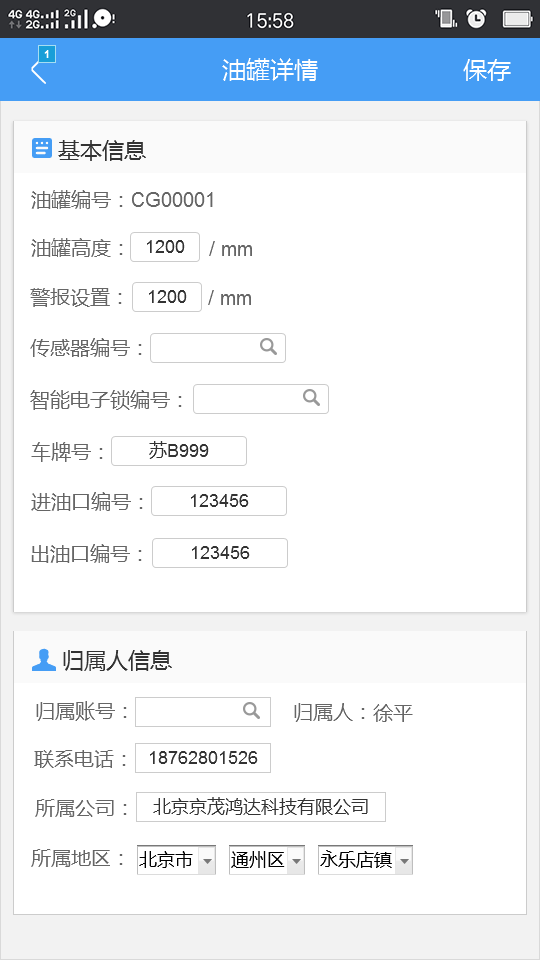 4G 4G 2G
2G
15:58
1
油罐详情 保存
基本信息
油罐编号：CG00001
油罐高度：1200 / mm
警报设置：1200 / mm
传感器编号：
智能电子锁编号：
车牌号：苏B999
进油口编号：123456
出油口编号：123456
归属人信息
归属账号： 归属人：徐平
联系电话：18762801526
所属公司：北京京茂鸿达科技有限公司
所属地区：北京市 通州区 永乐店镇